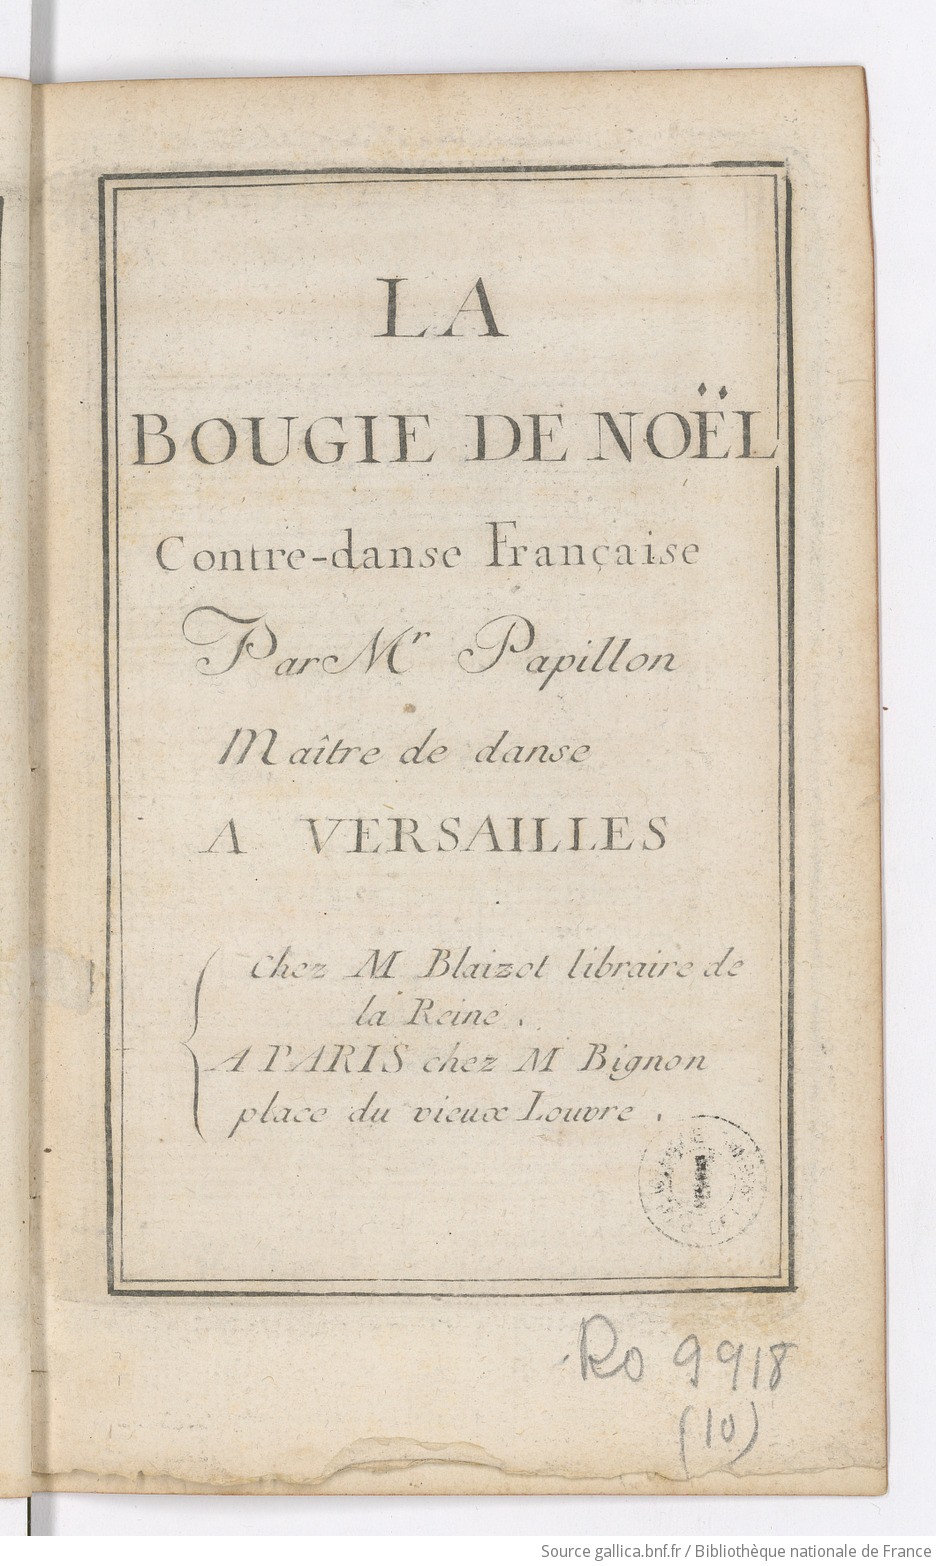 LA
BOUGIE DE NOËL
Contre-danse Française
Par Mr Papillon
Maître de danse
A VERSAILLES
chez M Blaizot libraire de
la Reine.
A PARIS chez M Bignon
place du vieux Louvre.
Ro 9918
(10)
Source gallica.bnf.fr / Bibliothèque nationale de France